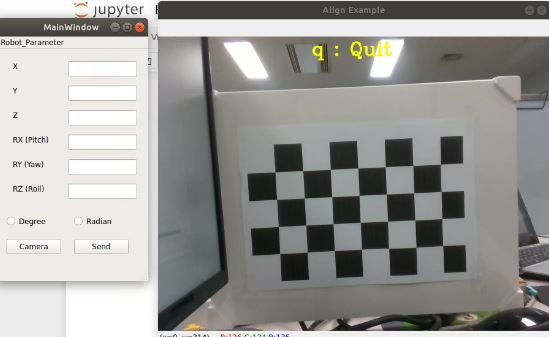 jupyter
MainWindow
Align Example
Robot_Parameter
q : Quit
X
Y
Z
RX (Pitch)
RY (Yaw)
RZ (Roll)
Degree
Radian
Camera
Send